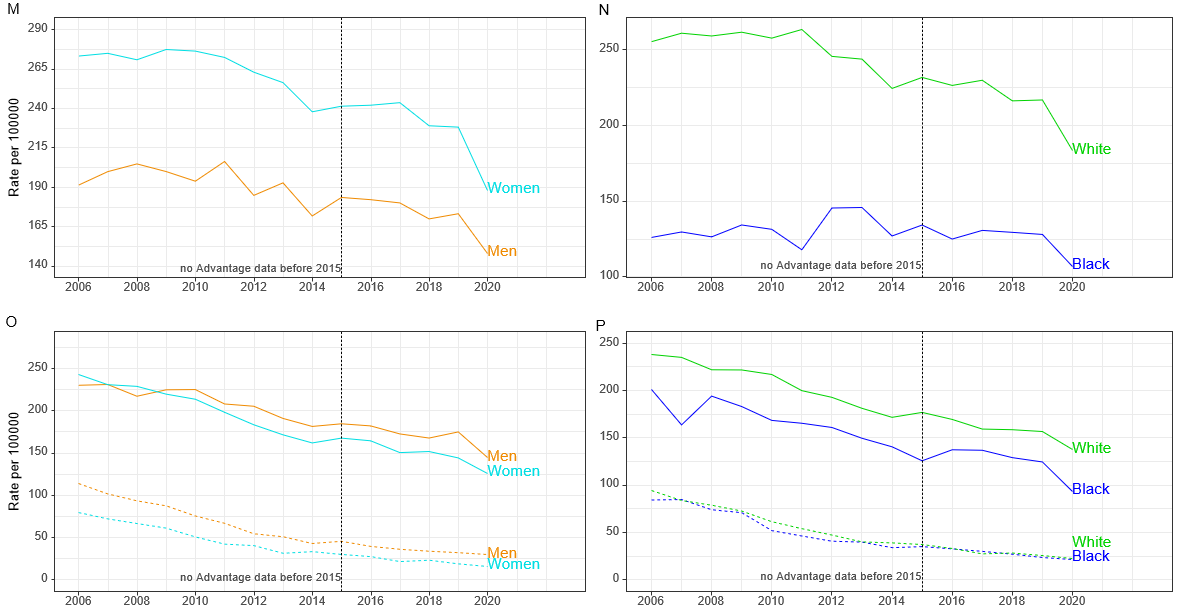 M
Rate per 100000
290
265
240
215
190
165
140
Women
Men
no Advantage data before 2015
2006 2008 2010 2012 2014 2016 2018 2020
N
250
200
150
100
White
Black
no Advantage data before 2015
2006 2008 2010 2012 2014 2016 2018 2020
O
Rate per 100000
250
200
150
100
50
0
Men
Women
Men
Women
no Advantage data before 2015
2006 2008 2010 2012 2014 2016 2018 2020
P
250
200
150
100
50
0
White
Black
White
Black
no Advantage data before 2015
2006 2008 2010 2012 2014 2016 2018 2020